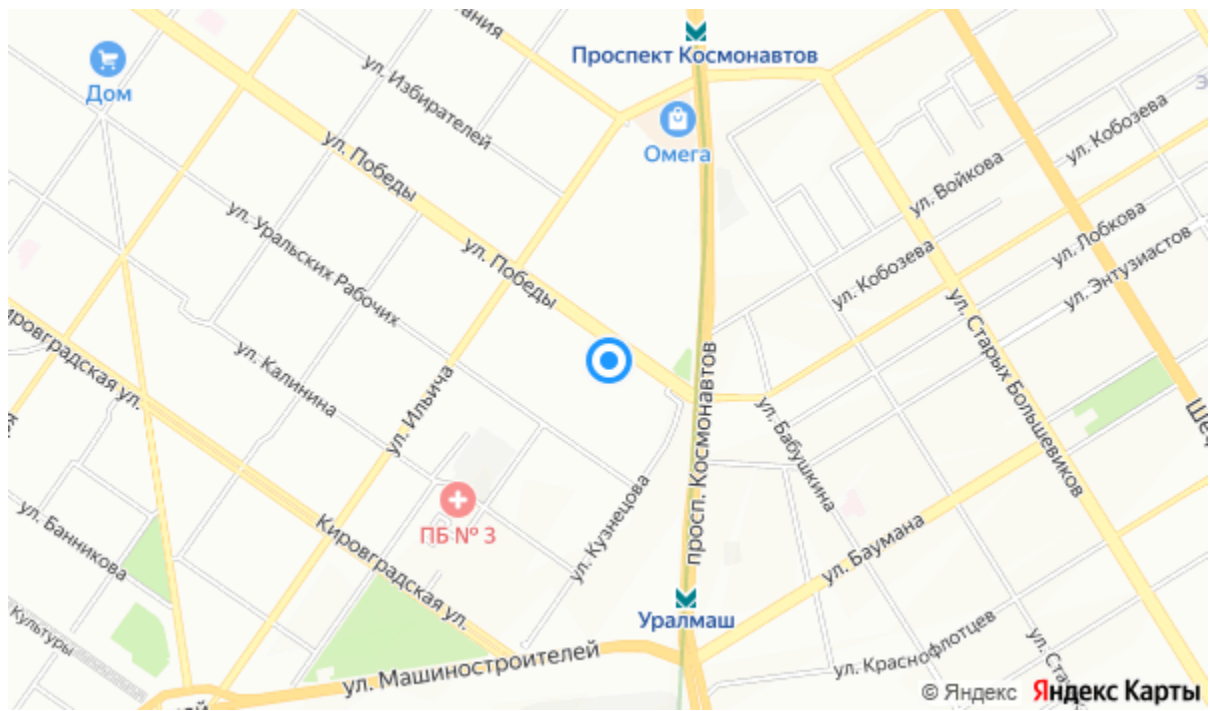 Проспект Космонавтов
Дом
ул. Избирателей
Омега
ул. Победы
ул. Кобозева
ул. Войкова
ул. Уральских Рабочих
ул. Победы
ул. Кобозева
ул. Лобкова
ул. Энтузиастов
ул. Калинина
ул. Старых Большевиков
ул. Ильича
просп. Космонавтов
ул. Бабушкина
ПБ № 3
ул. Кузнецова
ул. Баумана
ул. Банникова
Кировградская ул.
Культуры
Уралмаш
ул. Краснофлотцев
ул. Машиностроителей
© Яндекс Яндекс Карты